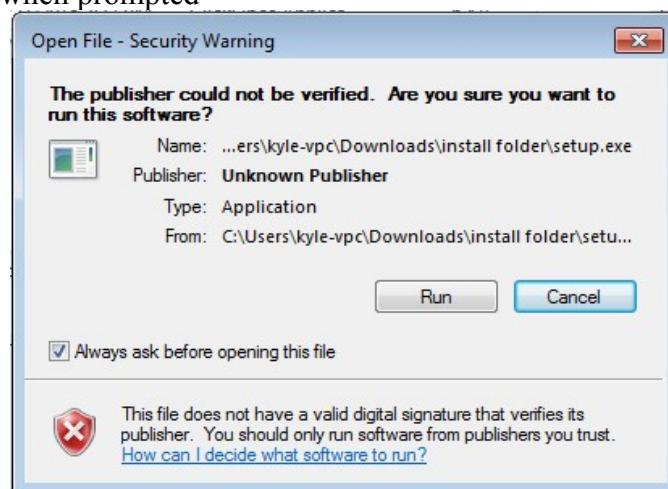 when prompted
Open File - Security Warning
The publisher could not be verified. Are you sure you want to
run this software?
Name: ...ers\kyle-vpc\Downloads\install folder\setup.exe
Publisher: Unknown Publisher
Type: Application
From: C:\Users\kyle-vpc\Downloads\install folder\setu...
Run Cancel
Always ask before opening this file
This file does not have a valid digital signature that verifies its
publisher. You should only run software from publishers you trust.
How can I decide what software to run?